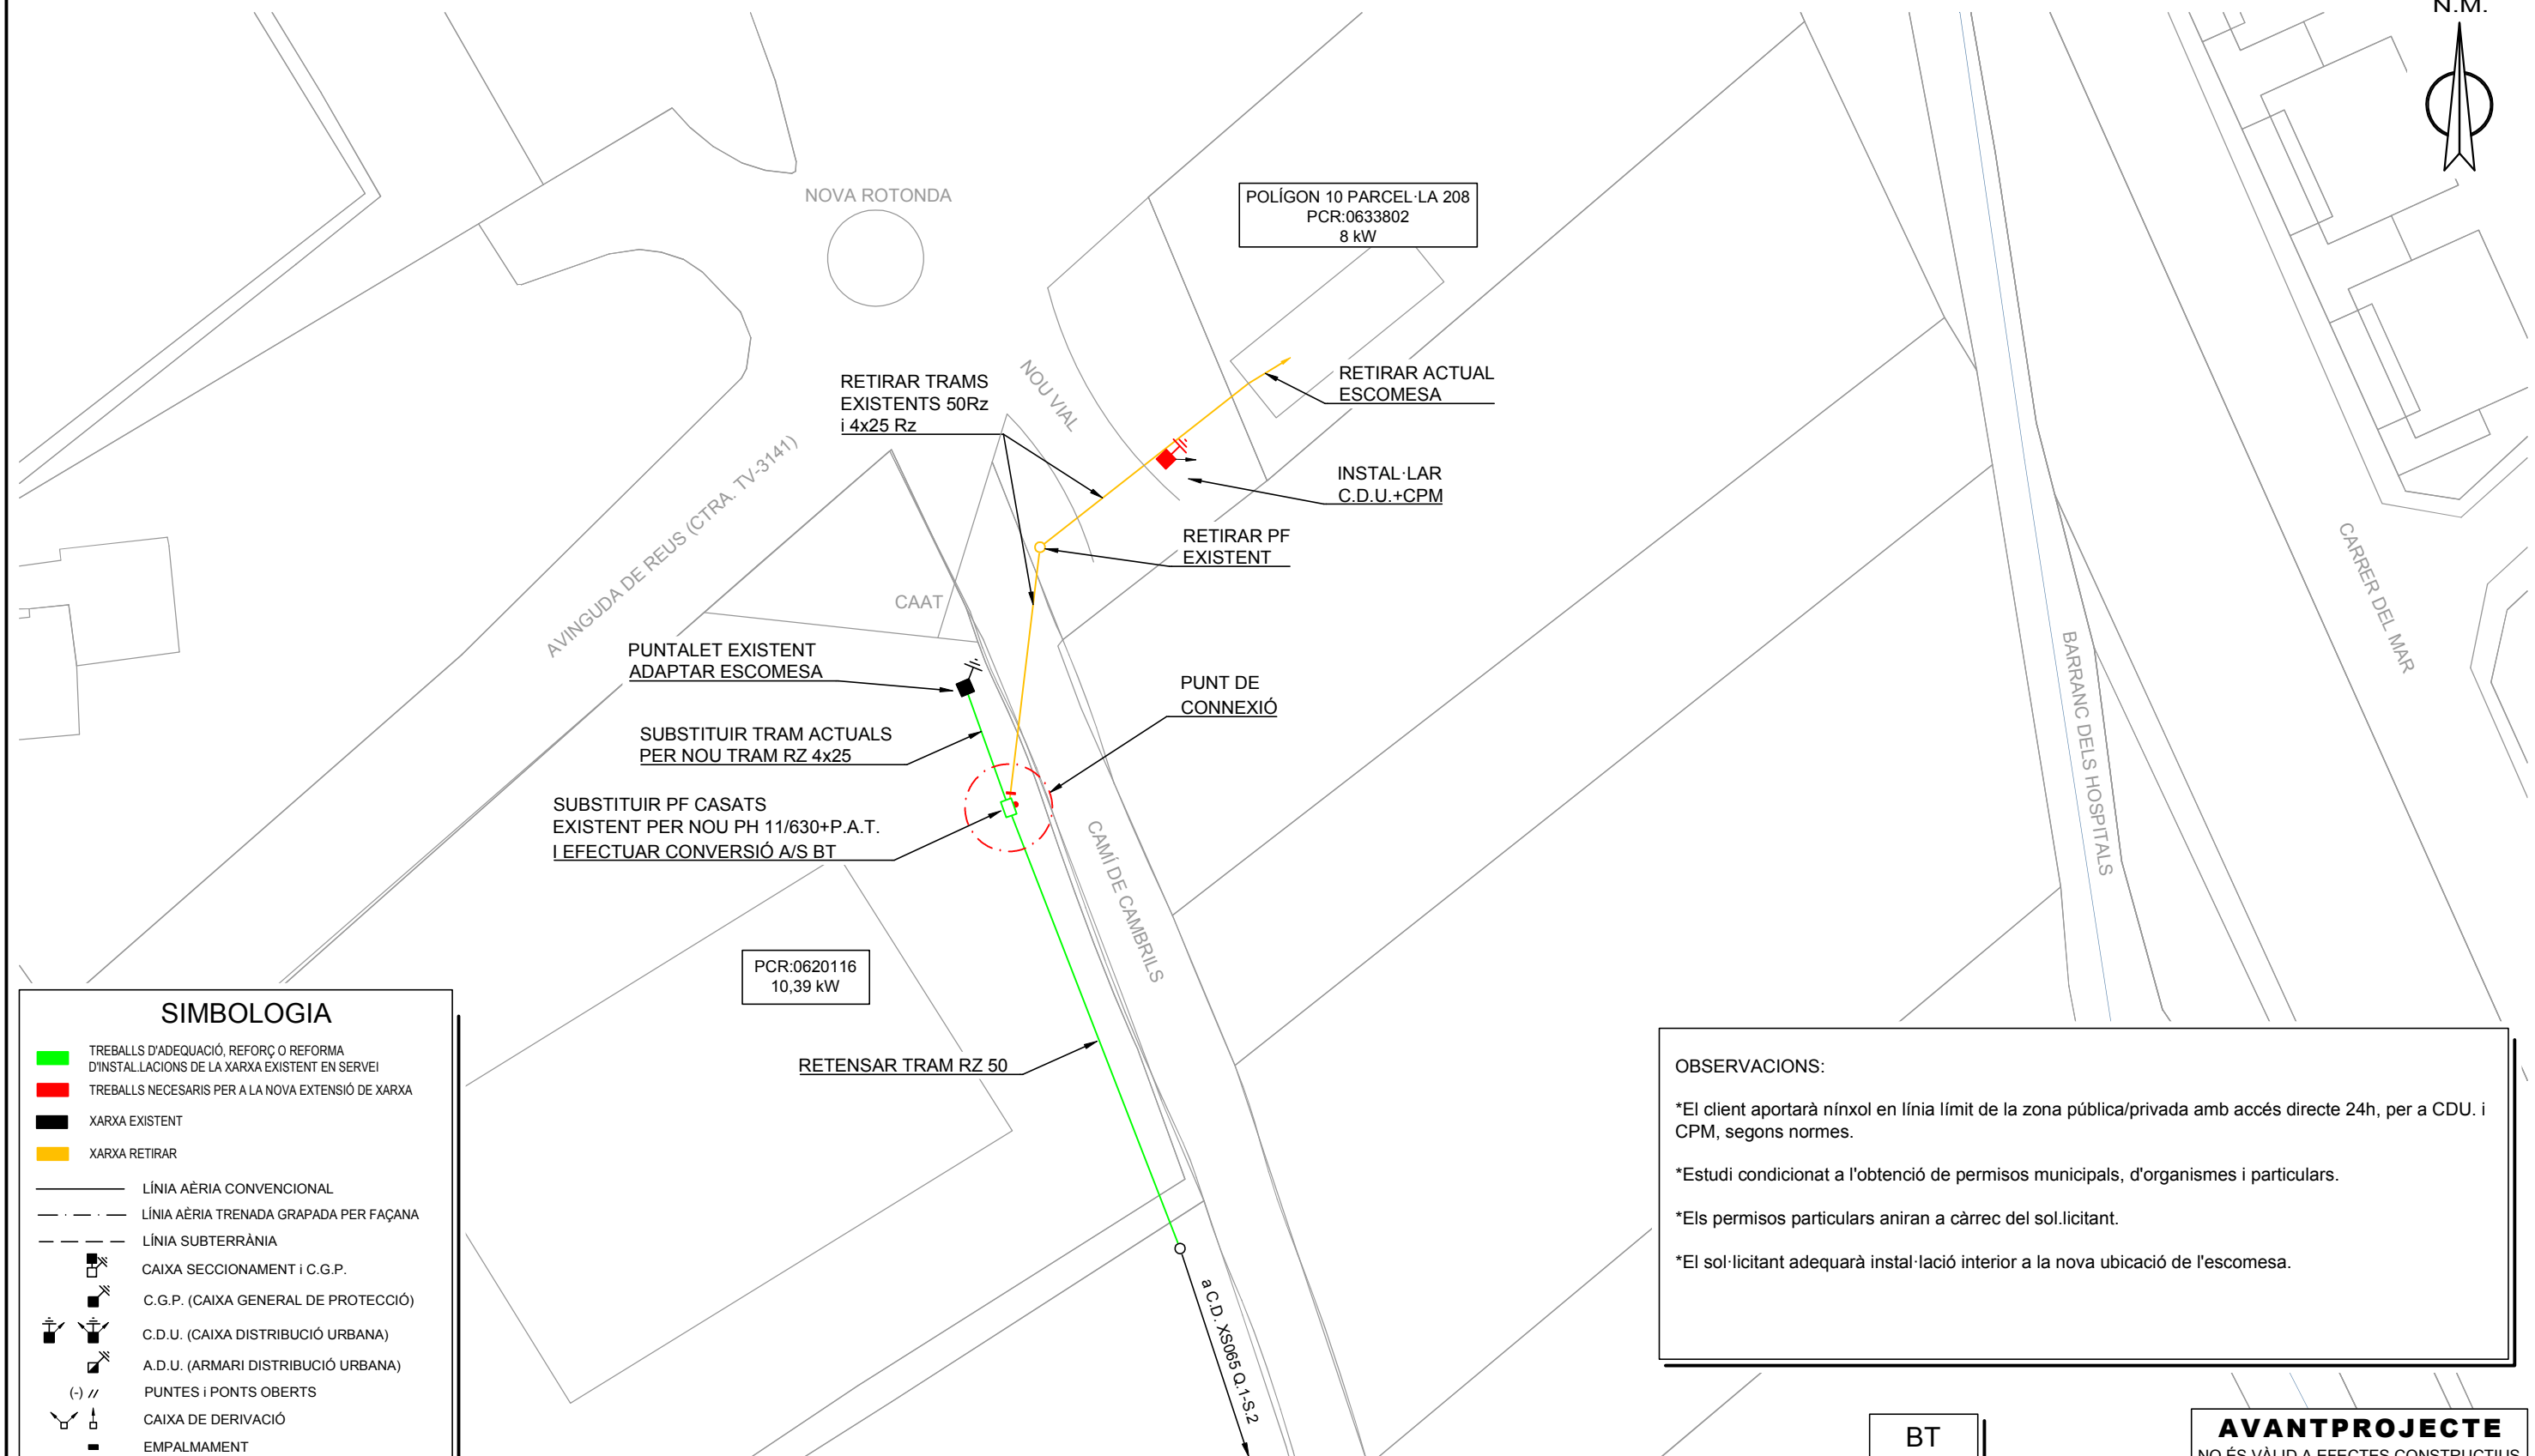 N.M.
NOVA ROTONDA
POLÍGON 10 PARCEL·LA 208
PCR:0633802
8 kW
RETIRAR TRAMS
EXISTENTS 50Rz
i 4x25 Rz
NOU VIAL
RETIRAR ACTUAL
ESCOMESA
INSTAL·LAR
C.D.U.+CPM
RETIRAR PF
EXISTENT
AVINGUDA DE REUS (CTRA. TV-3141)
CAAT
CARRER DEL MAR
BARRANC DELS HOSPITALS
PUNTALET EXISTENT
ADAPTAR ESCOMESA
PUNT DE
CONNEXIÓ
SUBSTITUIR TRAM ACTUALS
PER NOU TRAM RZ 4x25
SUBSTITUIR PF CASATS
EXISTENT PER NOU PH 11/630+P.A.T.
I EFECTUAR CONVERSIÓ A/S BT
CAMÍ DE CAMBRILS
PCR:0620116
10,39 kW
RETENSAR TRAM RZ 50
a C.D. XS065 Q.1-S.2
SIMBOLOGIA
TREBALLS D'ADEQUACIÓ, REFORÇ O REFORMA
D'INSTAL.LACIONS DE LA XARXA EXISTENT EN SERVEI
TREBALLS NECESARIS PER A LA NOVA EXTENSIÓ DE XARXA
XARXA EXISTENT
XARXA RETIRAR
LÍNIA AÈRIA CONVENCIONAL
LÍNIA AÈRIA TRENADA GRAPADA PER FAÇANA
LÍNIA SUBTERRÀNIA
CAIXA SECCIONAMENT i C.G.P.
C.G.P. (CAIXA GENERAL DE PROTECCIÓ)
C.D.U. (CAIXA DISTRIBUCIÓ URBANA)
A.D.U. (ARMARI DISTRIBUCIÓ URBANA)
(-) // PUNTES i PONTS OBERTS
CAIXA DE DERIVACIÓ
EMPALMAMENT
OBSERVACIONS:
*El client aportarà nínxol en línia límit de la zona pública/privada amb accés directe 24h, per a CDU. i
CPM, segons normes.
*Estudi condicionat a l'obtenció de permisos municipals, d'organismes i particulars.
*Els permisos particulars aniran a càrrec del sol.licitant.
*El sol·licitant adequarà instal·lació interior a la nova ubicació de l'escomesa.
BT
AVANTPROJECTE
NO ÉS VÀLID A EFECTES CONSTRUCTIUS